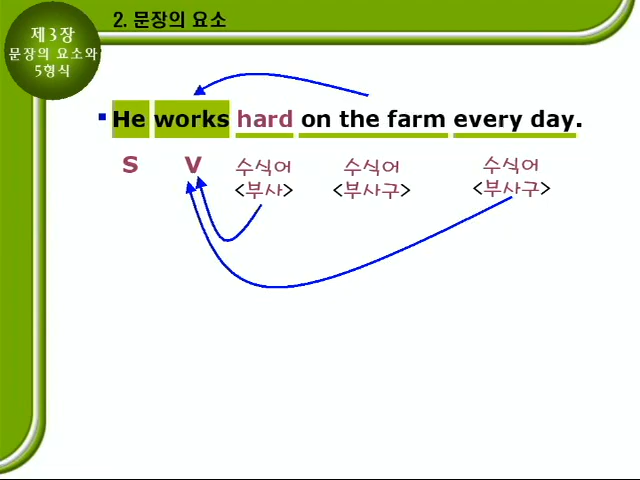 2. 문장의 요소
제3장
문장의 요소와
5형식
He works hard on the farm every day.
S V 수식어 수식어 수식어
<부사> <부사구> <부사구>